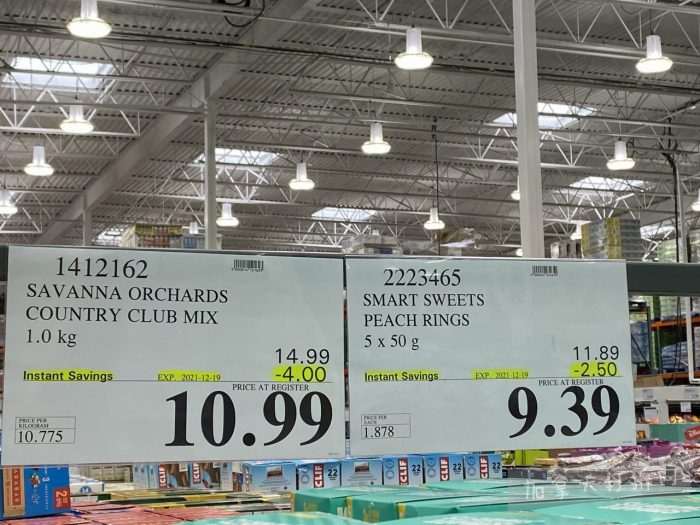 1412162
SAVANNA ORCHARDS
COUNTRY CLUB MIX
1.0 kg
14.99
Instant Savings EXP. 2021-12-19 -4.00
PRICE AT REGISTER
10.99
PRICE PER
KILOGRAM
10.775
2223465
SMART SWEETS
PEACH RINGS
5 x 50 g
11.89
Instant Savings EXP. 2021-12-19 -2.50
PRICE AT REGISTER
9.39
PRICE PER
EACH
1.878
CLIF
22
CLIF
22
CLIF
22
CLIF